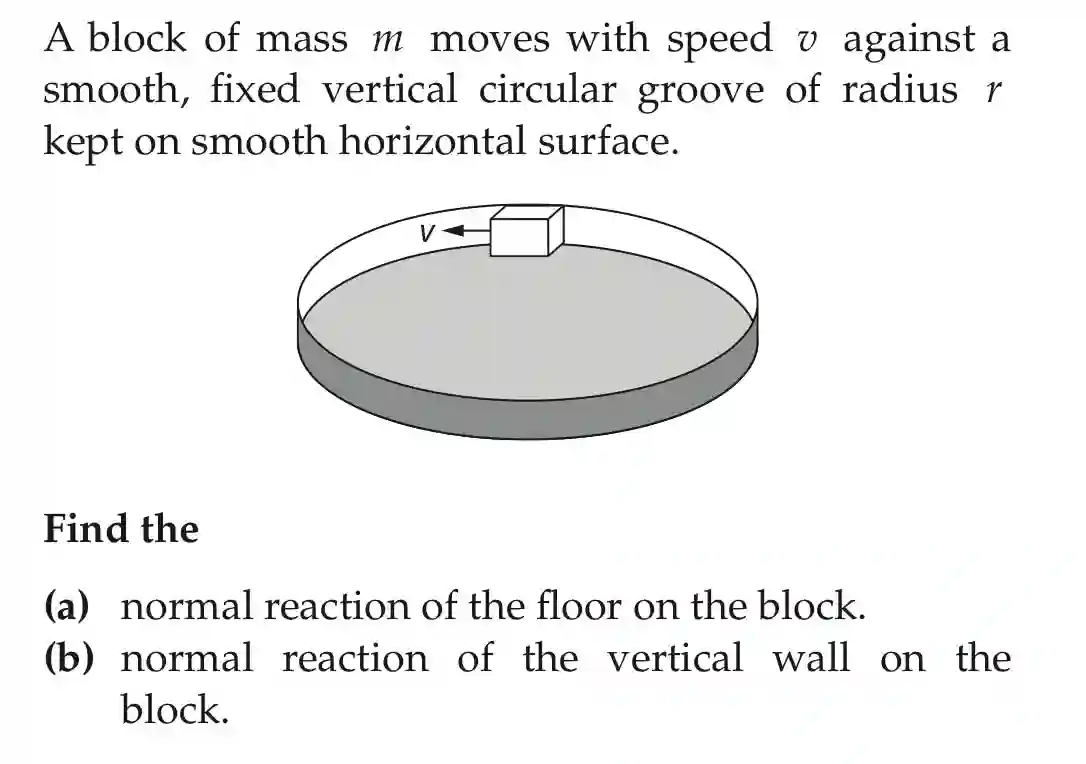 A block of mass m moves with speed v against a
smooth, fixed vertical circular groove of radius r
kept on smooth horizontal surface.
v
Find the
(a) normal reaction of the floor on the block.
(b) normal reaction of the vertical wall on the
block.